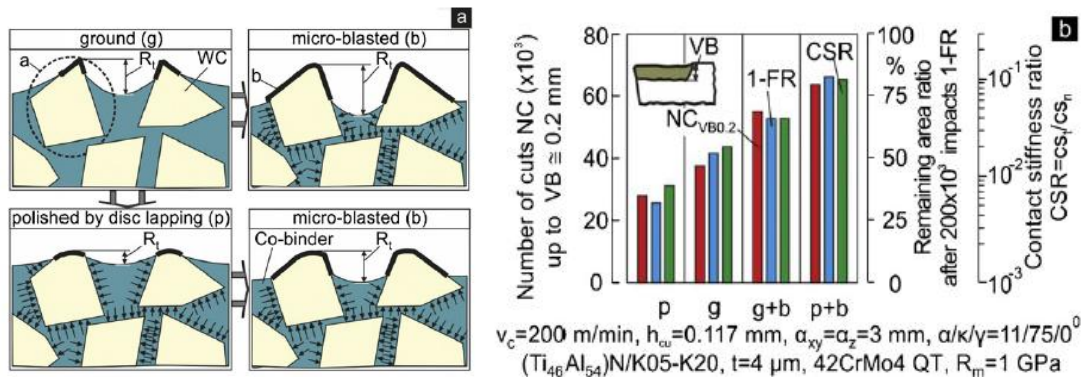 a
ground (g)
a
Rt
WC
micro-blasted (b)
b
Rt
polished by disc lapping (p)
Rt
micro-blasted (b)
Co-binder
Rt
b
Number of cuts NC (x10³)
up to VB ≅ 0.2 mm
80
60
40
20
0
VB
NCVB0.2
1-FR
CSR
p
g
g+b
p+b
100
%
75
50
25
0
Remaining area ratio
after 200x10³ impacts 1-FR
10⁻¹
10⁻²
10⁻³
Contact stiffness ratio
CSR=csᵢ/csₙ
vc=200 m/min, hcu=0.117 mm, αxy=αz=3 mm, α/κ/γ=11/75/0⁰
(Ti46Al54)N/K05-K20, t=4 μm, 42CrMo4 QT, Rm=1 GPa